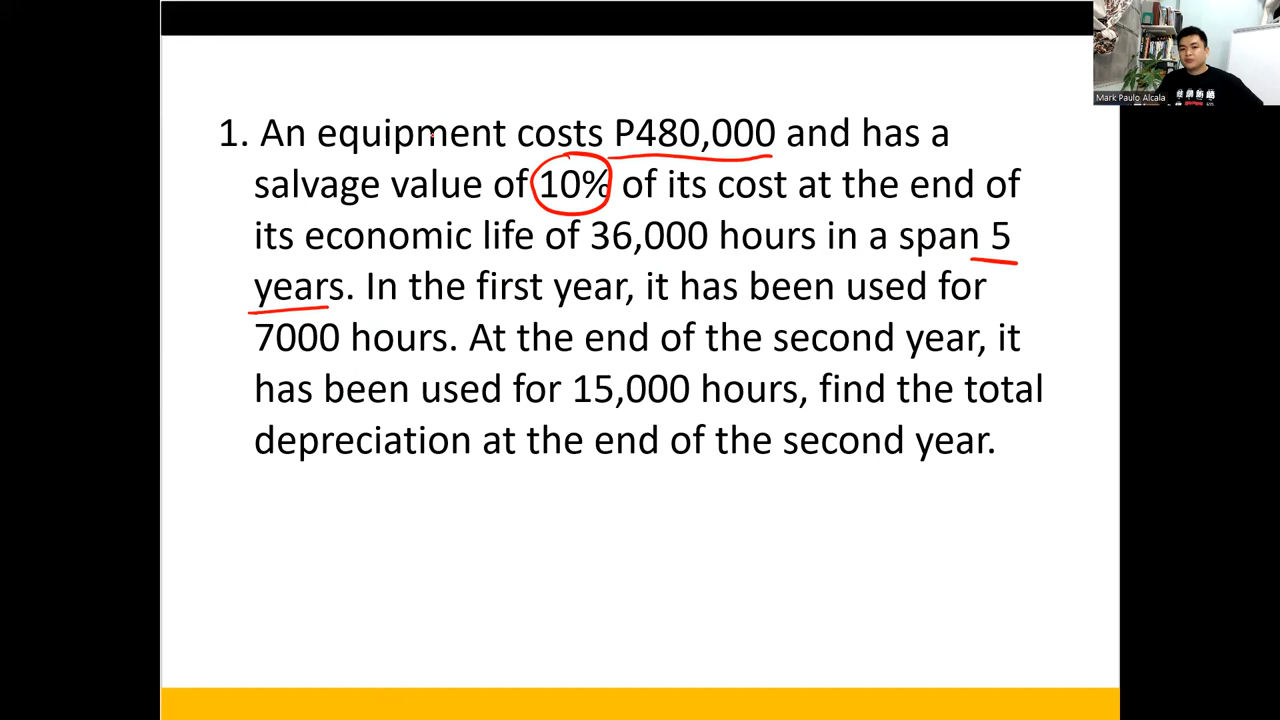 1. An equipment costs P480,000 and has a
salvage value of 10% of its cost at the end of
its economic life of 36,000 hours in a span 5
years. In the first year, it has been used for
7000 hours. At the end of the second year, it
has been used for 15,000 hours, find the total
depreciation at the end of the second year.
Mark Paulo Alcala